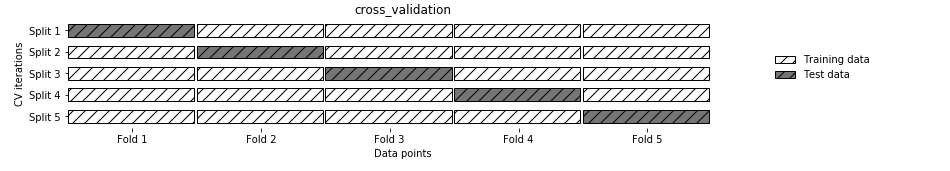 cross_validation
CV iterations
Split 1
Split 2
Split 3
Split 4
Split 5
Fold 1 Fold 2 Fold 3 Fold 4 Fold 5
Data points
Training data
Test data